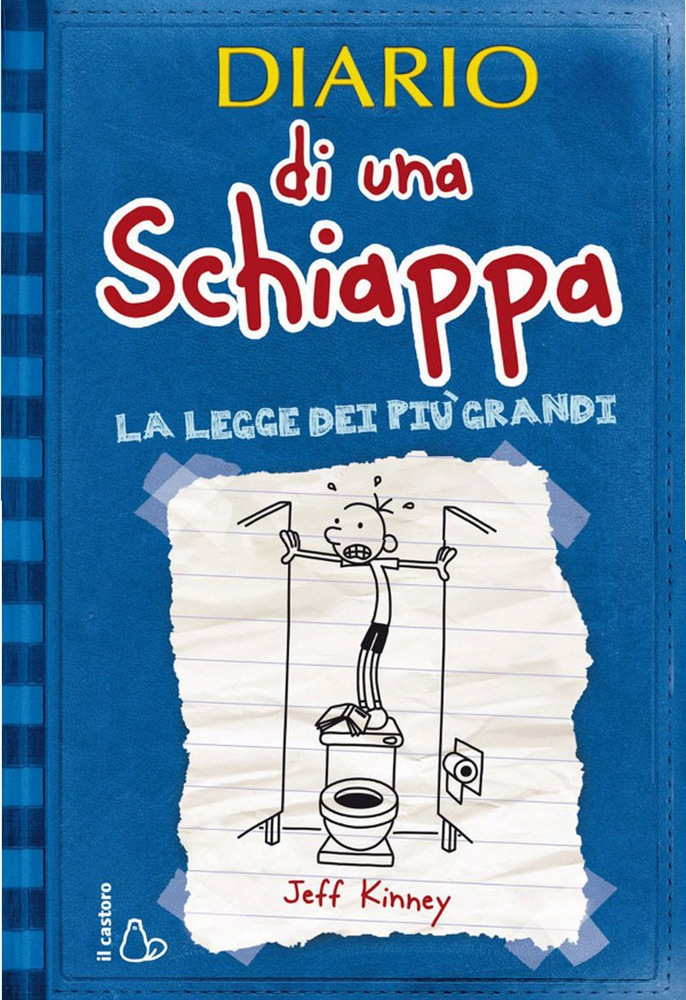 DIARIO
di una
Schiappa
LA LEGGE DEI PIÙ GRANDI
Jeff Kinney
il castoro